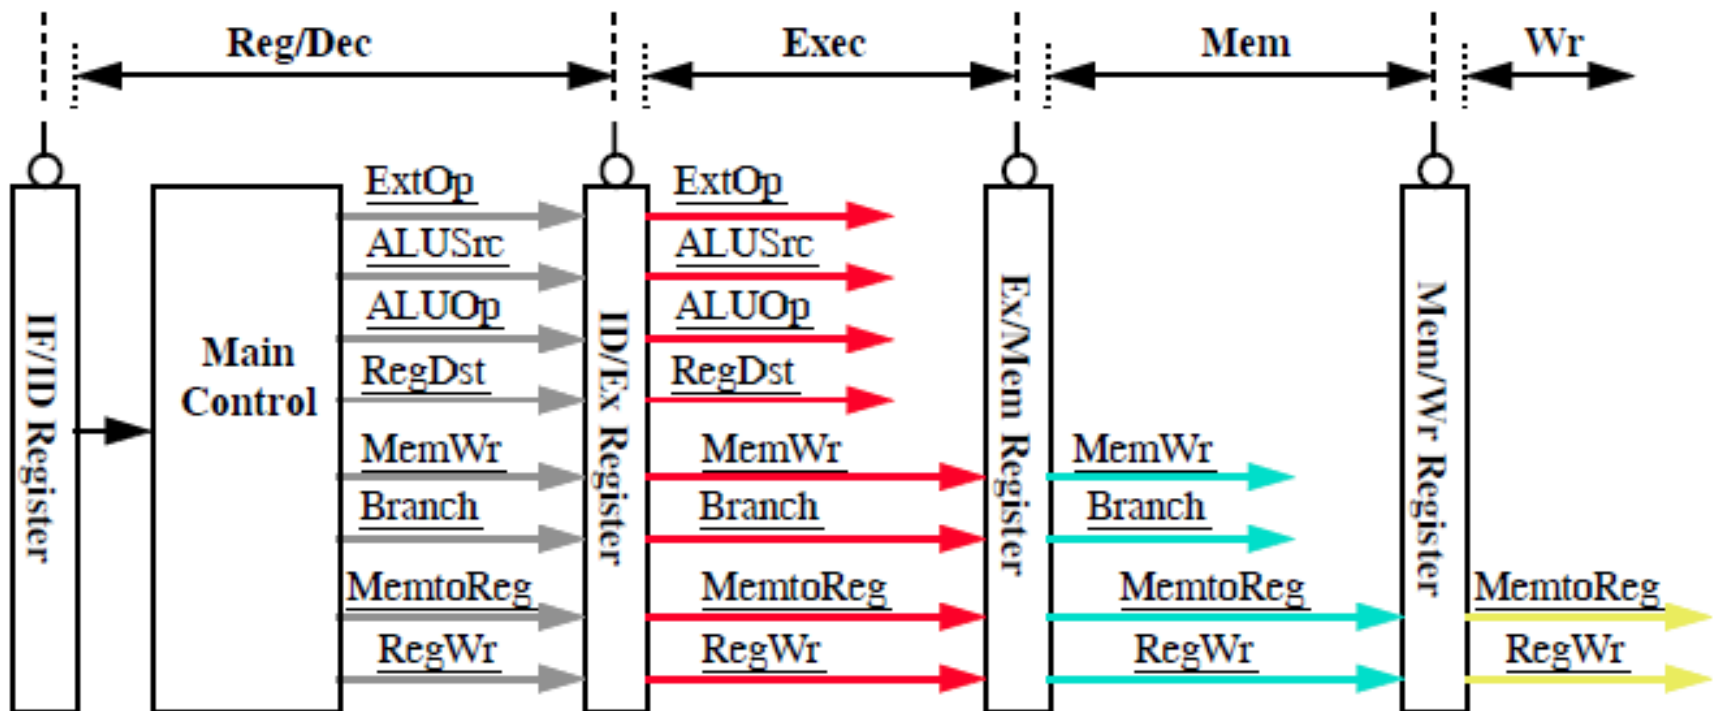 Reg/Dec Exec Mem Wr
ExtOp ExtOp
ALUSrc ALUSrc
ALUOp ALUOp
RegDst RegDst
IF/ID Register
Main
Control
ID/Ex Register
Ex/Mem Register
Mem/Wr Register
MemWr MemWr MemWr
Branch Branch Branch
MemtoReg MemtoReg MemtoReg MemtoReg
RegWr RegWr RegWr RegWr